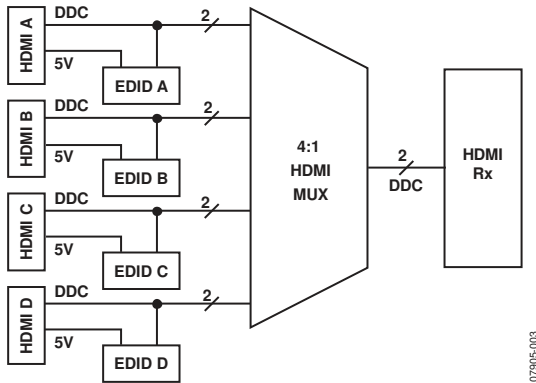 HDMI A
DDC
2
5V
EDID A
HDMI B
DDC
2
5V
EDID B
HDMI C
DDC
2
5V
EDID C
HDMI D
DDC
2
5V
EDID D
4:1
HDMI
MUX
2
DDC
HDMI
Rx
07905-003